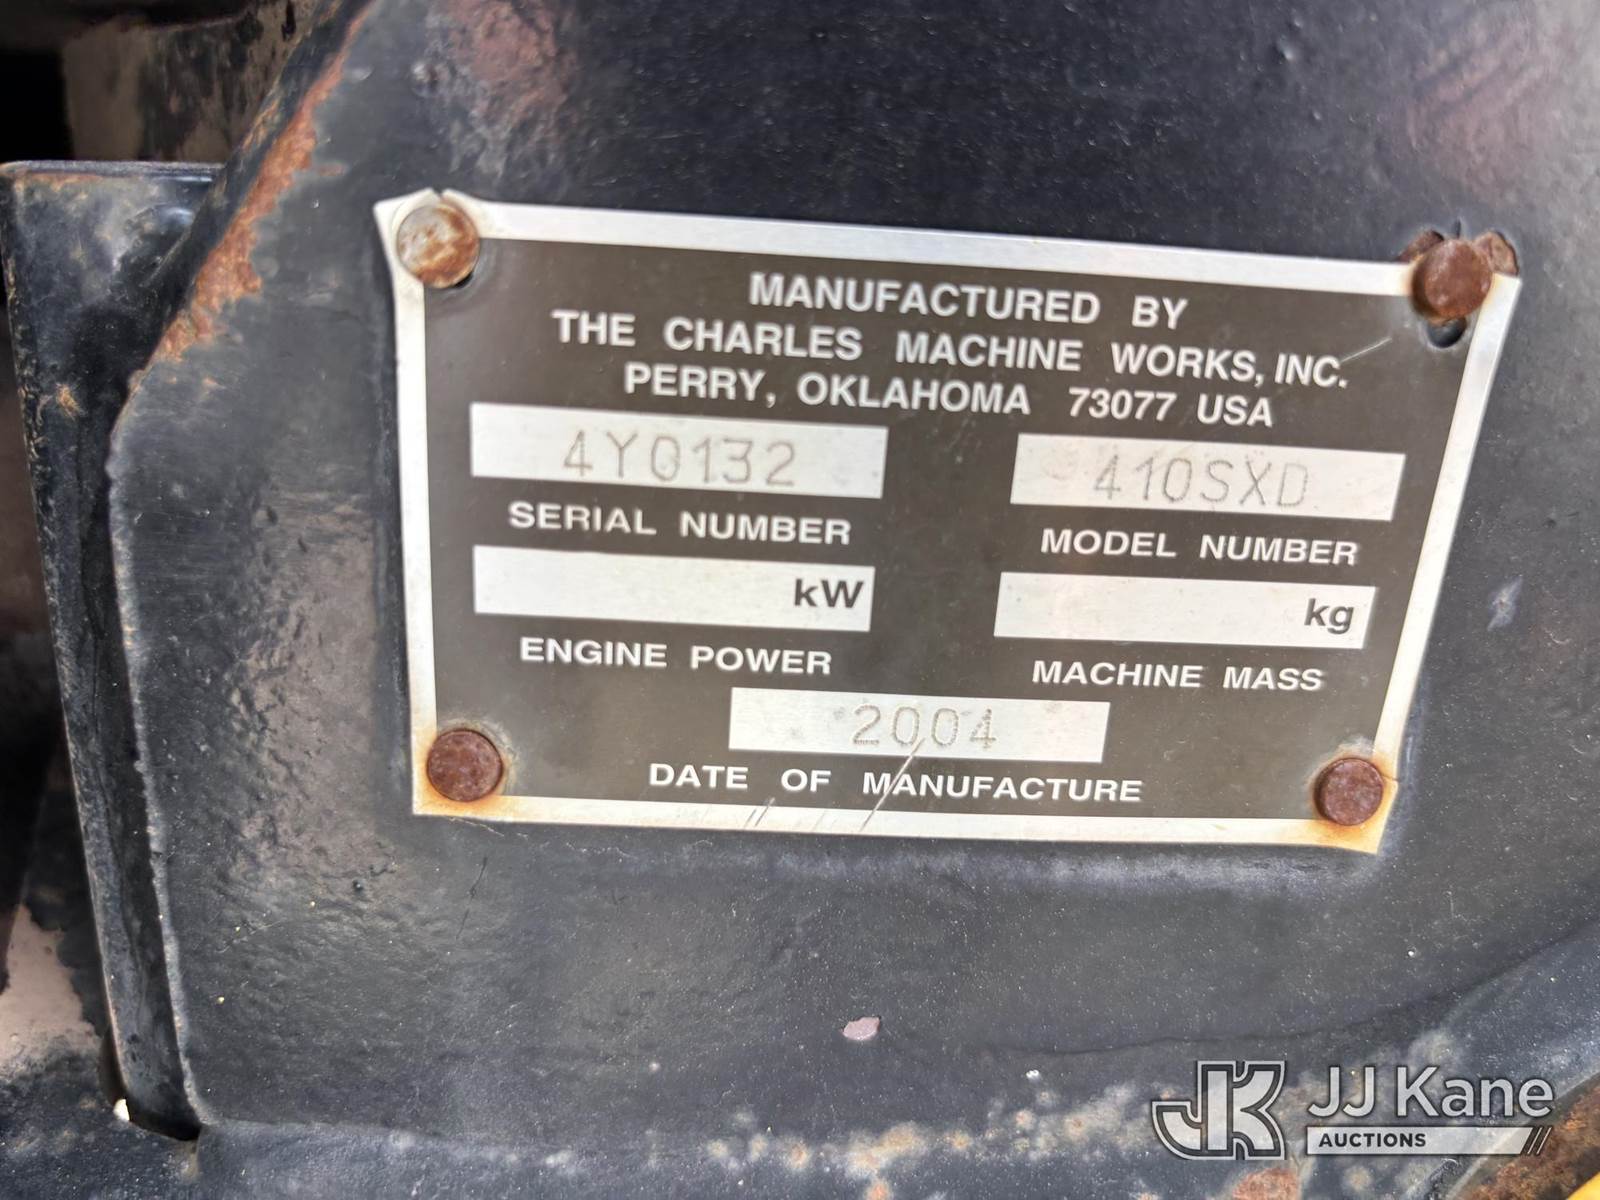 MANUFACTURED BY
THE CHARLES MACHINE WORKS, INC.
PERRY, OKLAHOMA 73077 USA
4Y0132 410SXD
SERIAL NUMBER MODEL NUMBER
kW kg
ENGINE POWER MACHINE MASS
2004
DATE OF MANUFACTURE
JK JJ Kane
AUCTIONS